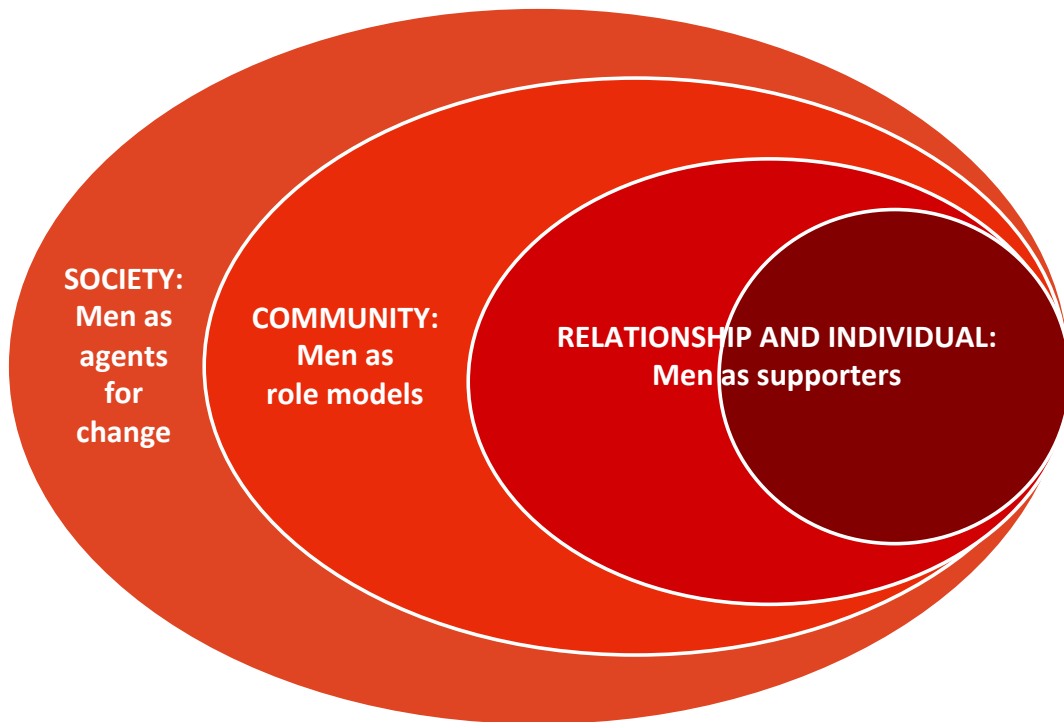 SOCIETY:
Men as
agents
for
change
COMMUNITY:
Men as
role models
RELATIONSHIP AND INDIVIDUAL:
Men as supporters